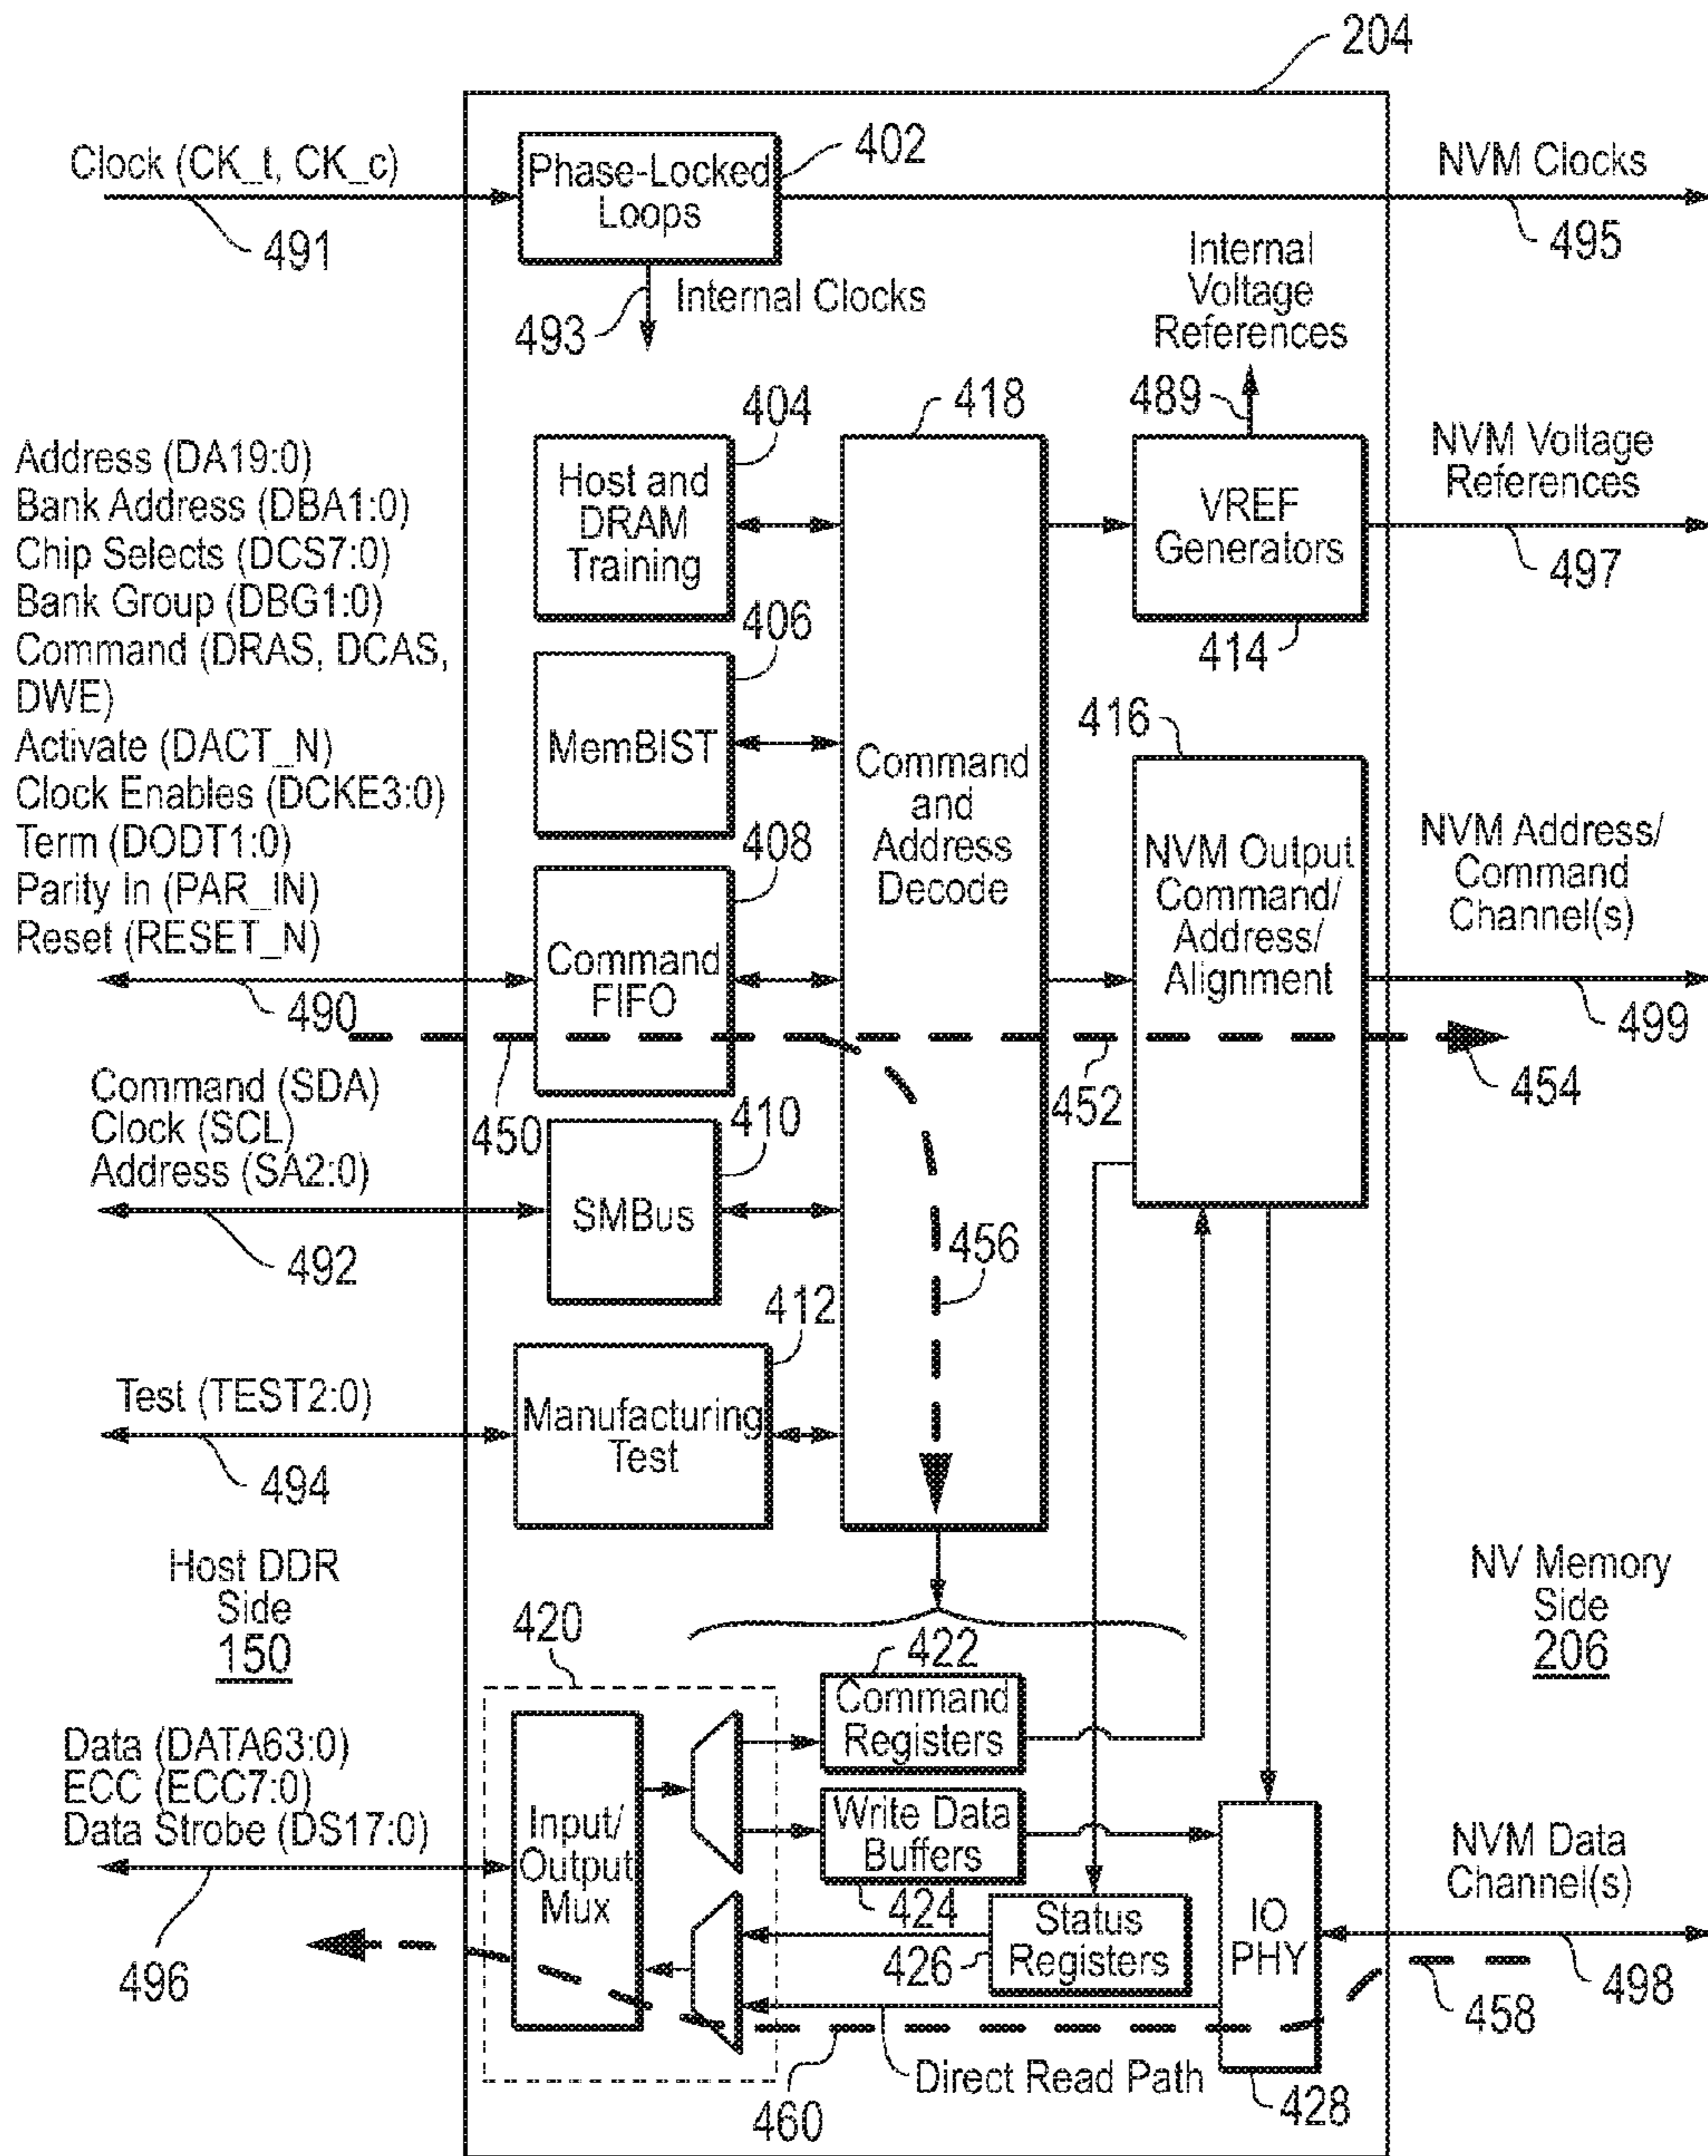 204
Clock (CK_t, CK_c)
491
Phase-Locked
Loops
402
NVM Clocks
495
493
Internal Clocks
Internal
Voltage
References
489
404
418
Address (DA19:0)
Bank Address (DBA1:0)
Chip Selects (DCS7:0)
Bank Group (DBG1:0)
Command (DRAS, DCAS,
DWE)
Activate (DACT_N)
Clock Enables (DCKE3:0)
Term (DODT1:0)
Parity In (PAR_IN)
Reset (RESET_N)
490
Host and
DRAM
Training
406
MemBIST
408
Command
FIFO
450
Command
and
Address
Decode
VREF
Generators
414
NVM Voltage
References
497
416
NVM Output
Command/
Address/
Alignment
NVM Address/
Command
Channel(s)
499
452
454
Command (SDA)
Clock (SCL)
Address (SA2:0)
492
410
SMBus
456
412
Test (TEST2:0)
494
Manufacturing
Test
Host DDR
Side
150
NV Memory
Side
206
420
422
Command
Registers
Data (DATA63:0)
ECC (ECC7:0)
Data Strobe (DS17:0)
496
Input/
Output
Mux
Write Data
Buffers
424
Status
Registers
426
IO
PHY
NVM Data
Channel(s)
498
458
Direct Read Path
460
428